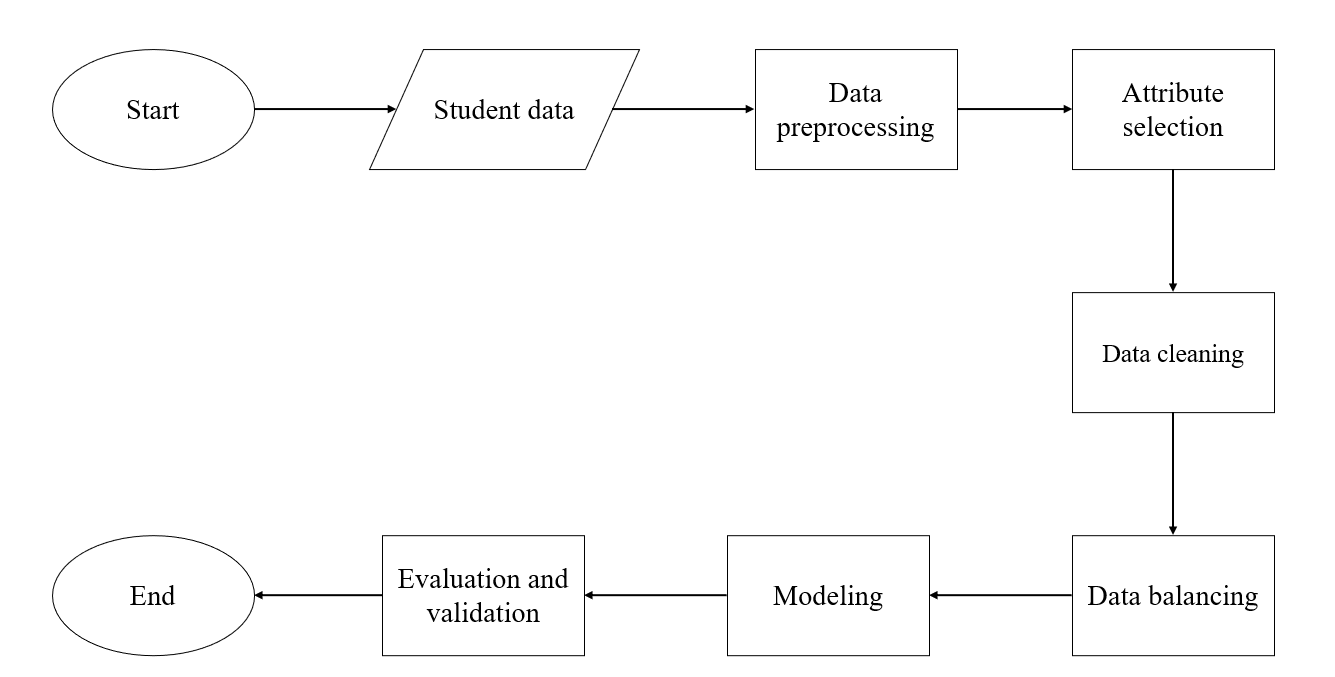 Start
Student data
Data
preprocessing
Attribute
selection
Data cleaning
Data balancing
Modeling
Evaluation and
validation
End